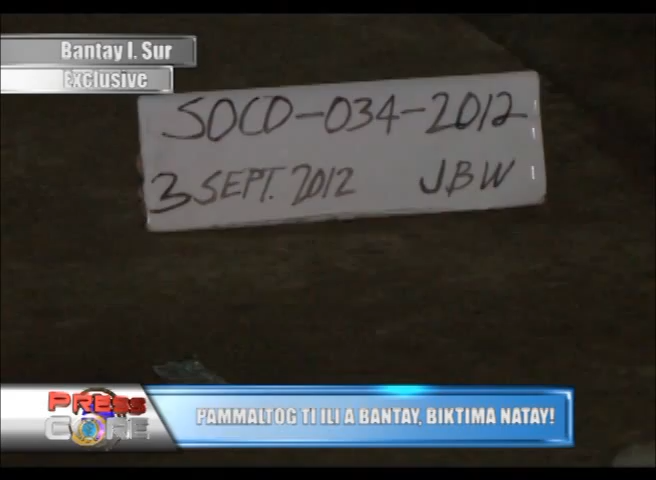 Bantay I. Sur
Exclusive
SOCO-034-2012
3 SEPT. 2012 JBW
PRESS
CORE
PAMMALTOG TI ILI A BANTAY, BIKTIMA NATAY!